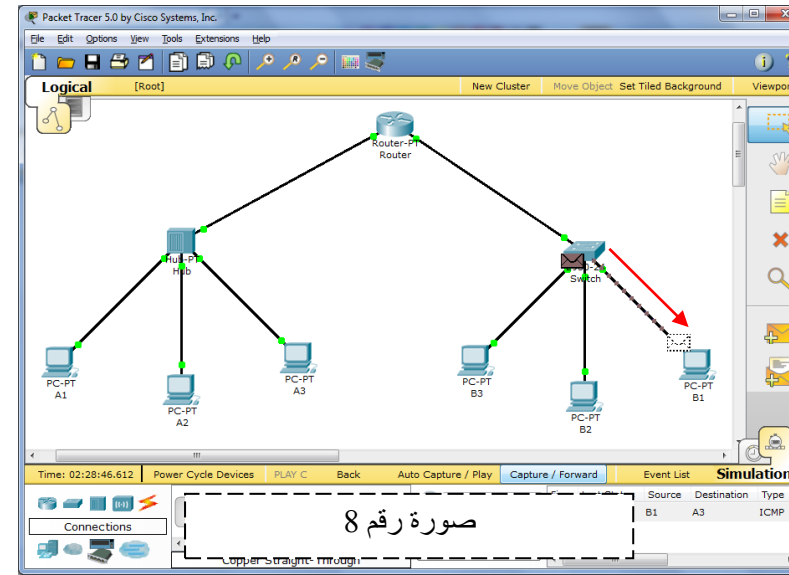 Packet Tracer 5.0 by Cisco Systems, Inc.
File Edit Options View Tools Extensions Help
Logical [Root] New Cluster Move Object Set Tiled Background Viewpor
Router-PT
Router
Hub-PT
Hub
Switch
PC-PT
A1
PC-PT
A2
PC-PT
A3
PC-PT
B3
PC-PT
B2
PC-PT
B1
Time: 02:28:46.612 Power Cycle Devices PLAY C Back Auto Capture / Play Capture / Forward Event List Simulation
Source Destination Type
B1 A3 ICMP
Connections
صورة رقم 8
Copper Straight-Through